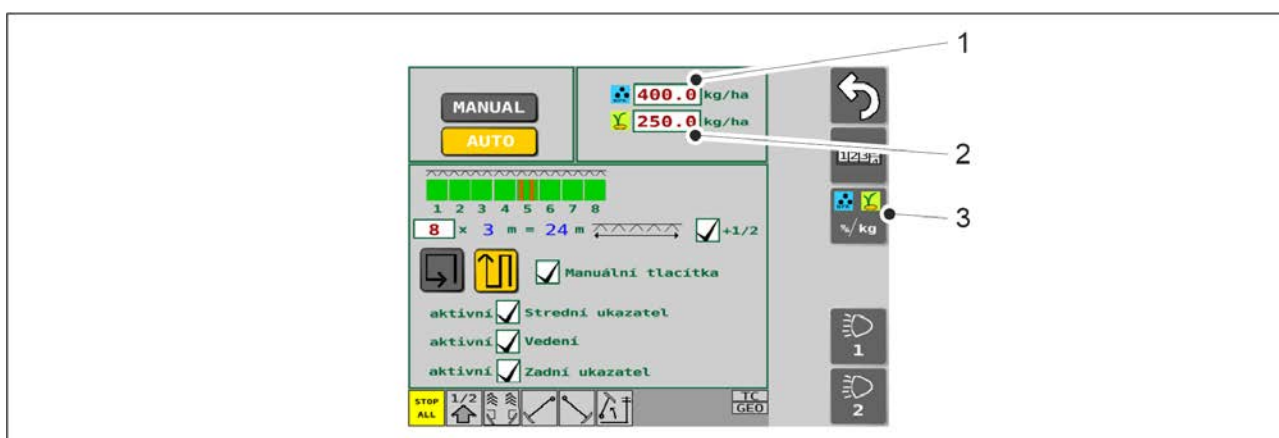 1
MANUAL
AUTO
400.0 kg/ha
250.0 kg/ha
2
3
%/kg
1 2 3 4 5 6 7 8
8 x 3 m = 24 m +1/2
Manuální tlacítka
aktivní Strední ukazatel
aktivní Vedení
aktivní Zadní ukazatel
1
2
STOP
ALL
1/2
TC
GEO